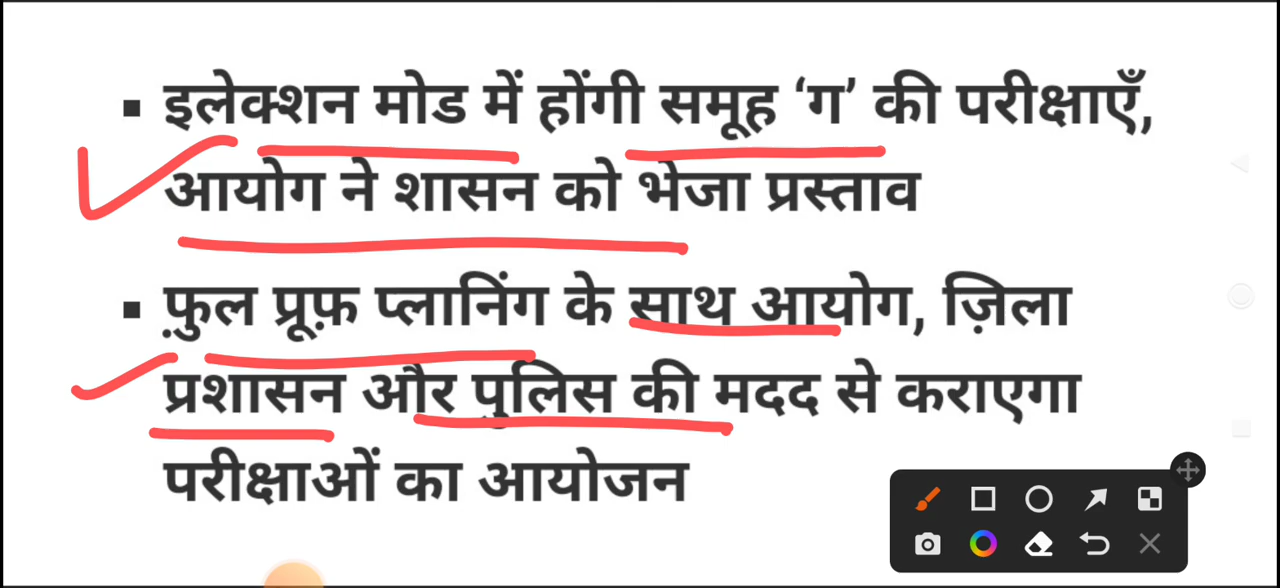 ▪ इलेक्शन मोड में होंगी समूह ‘ग’ की परीक्षाएँ,
आयोग ने शासन को भेजा प्रस्ताव
▪ फ़ुल प्रूफ़ प्लानिंग के साथ आयोग, ज़िला
प्रशासन और पुलिस की मदद से कराएगा
परीक्षाओं का आयोजन